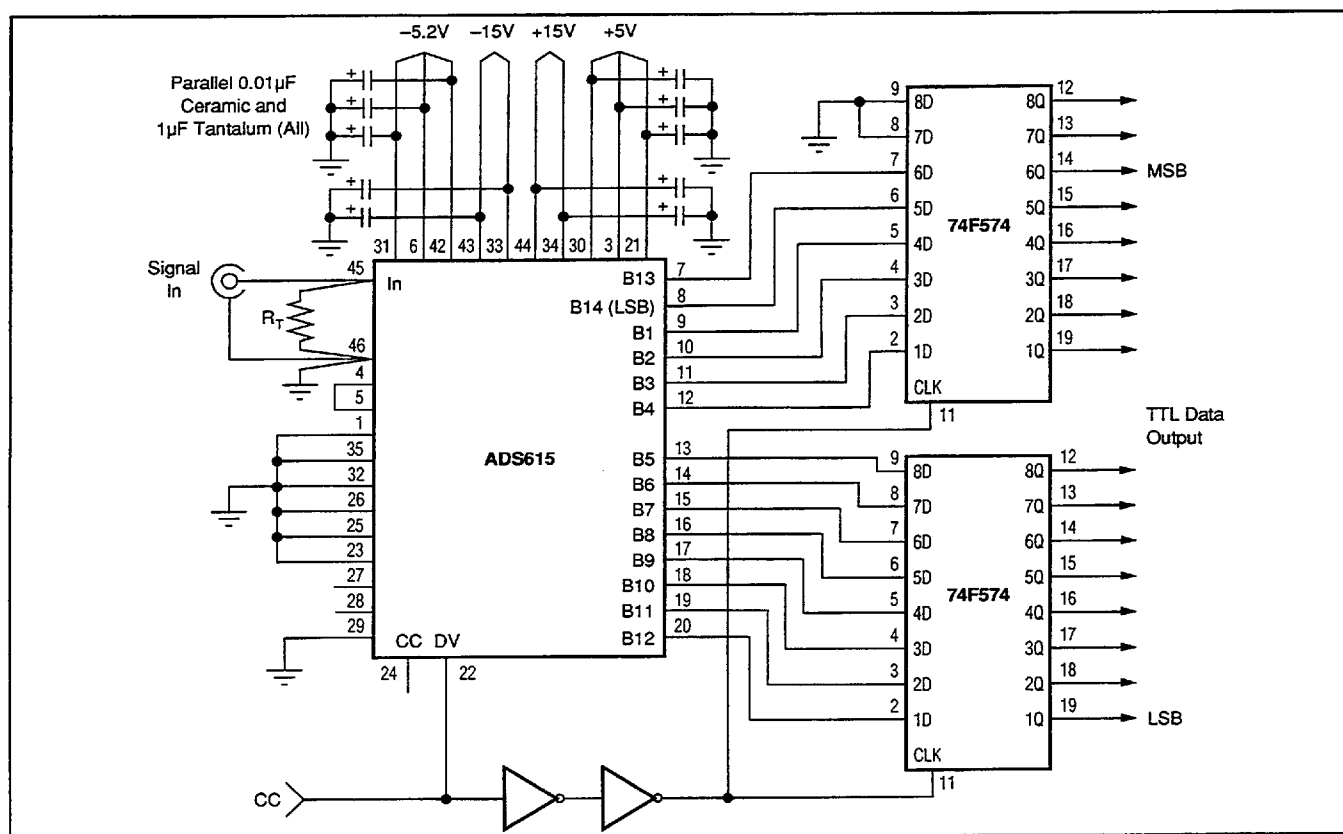 –5.2V –15V +15V +5V
Parallel 0.01µF
Ceramic and
1µF Tantalum (All)
+ + +
+ +
+ + +
+ +
31 6 42 43 33 44 34 30 3 21
Signal
In
R_T
45
46
4
5
1
35
32
26
25
23
27
28
29
In
ADS615
CC DV
24 22
B13 7
B14 (LSB) 8
B1 9
B2 10
B3 11
B4 12
B5 13
B6 14
B7 15
B8 16
B9 17
B10 18
B11 19
B12 20
9 8D 8Q 12
8 7D 7Q 13
7 6D 6Q 14 MSB
6 5D 5Q 15
74F574
5 4D 4Q 16
4 3D 3Q 17
3 2D 2Q 18
2 1D 1Q 19
CLK
11
TTL Data
Output
9 8D 8Q 12
8 7D 7Q 13
7 6D 6Q 14
6 5D 5Q 15
74F574
5 4D 4Q 16
4 3D 3Q 17
3 2D 2Q 18
2 1D 1Q 19 LSB
CLK
11
CC